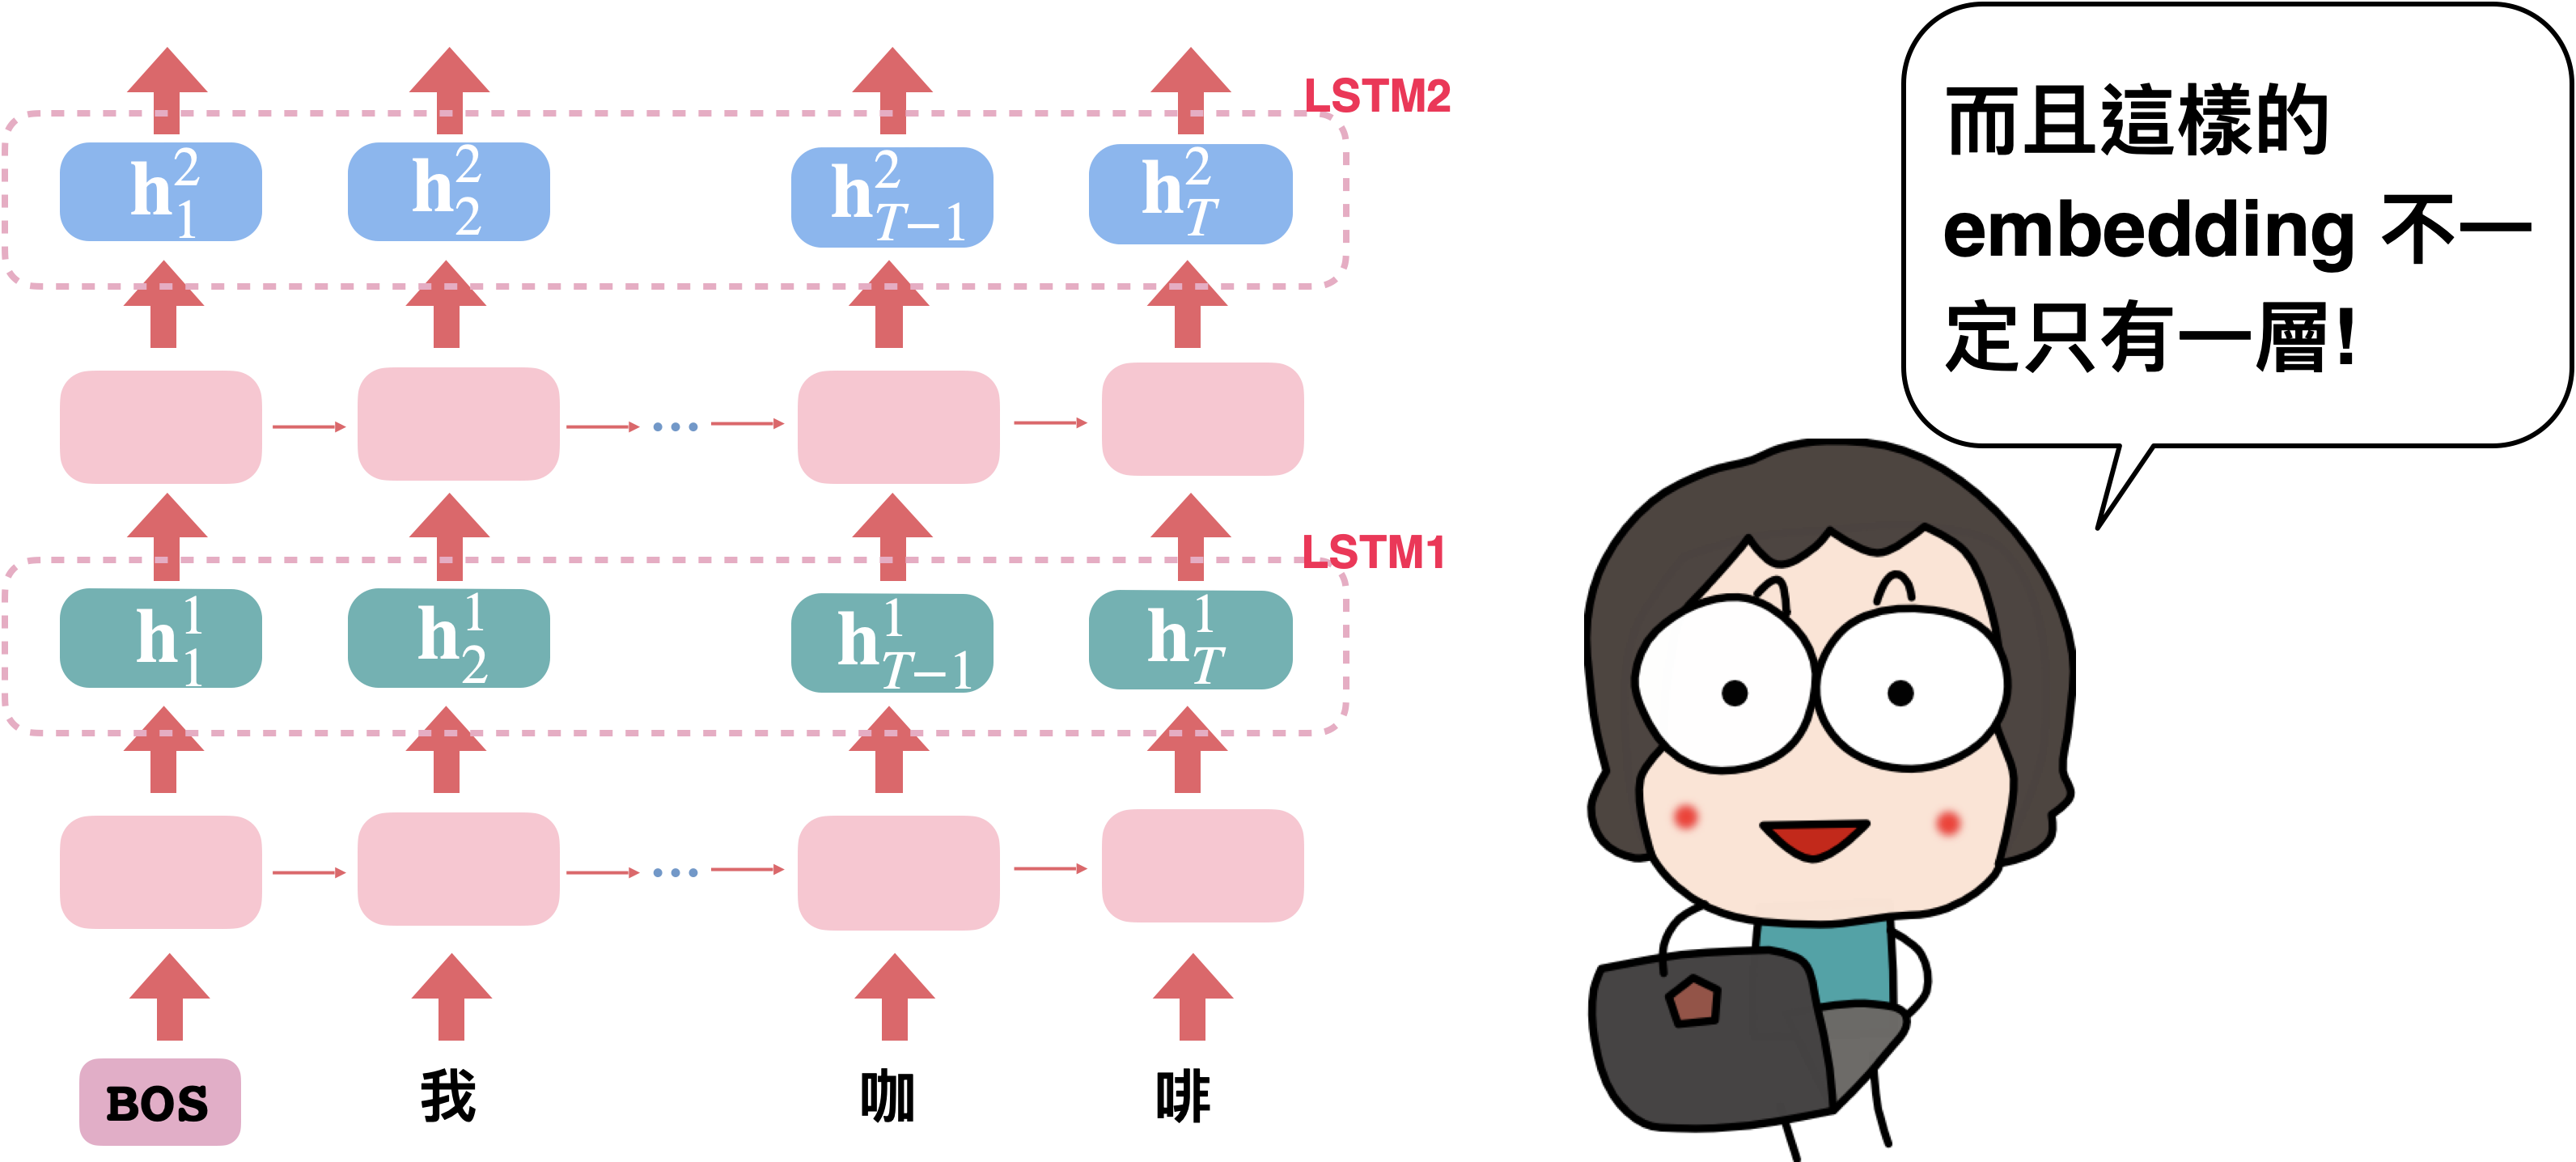 LSTM2
h_1^2 h_2^2 h_{T-1}^2 h_T^2
LSTM1
h_1^1 h_2^1 h_{T-1}^1 h_T^1
BOS 我 咖 啡
而且這樣的
embedding 不一
定只有一層!